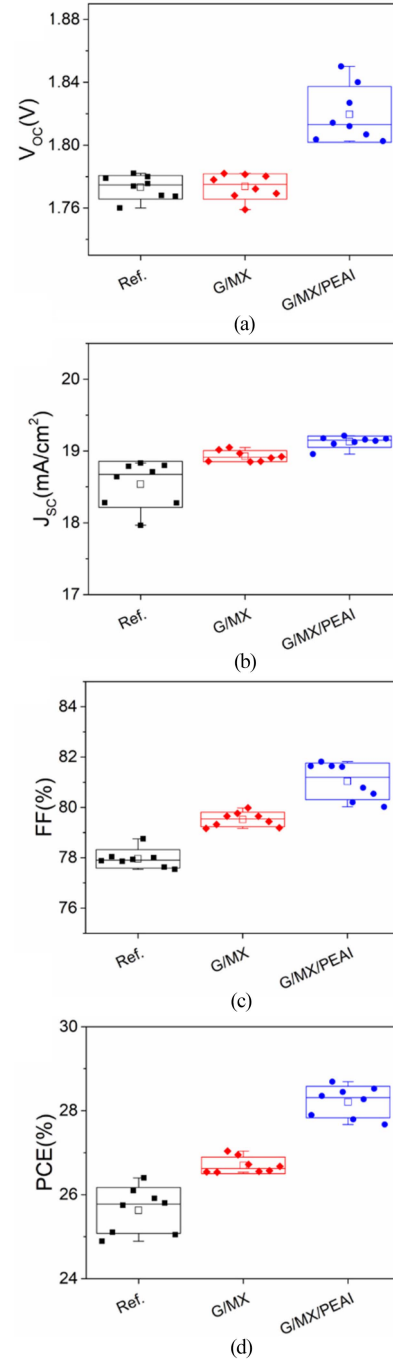 1.88
1.84
1.80
1.76
V_OC(V)
Ref.
G/MX
G/MX/PEAI
(a)
20
19
18
17
J_SC(mA/cm²)
Ref.
G/MX
G/MX/PEAI
(b)
84
82
80
78
76
FF(%)
Ref.
G/MX
G/MX/PEAI
(c)
30
28
26
24
PCE(%)
Ref.
G/MX
G/MX/PEAI
(d)